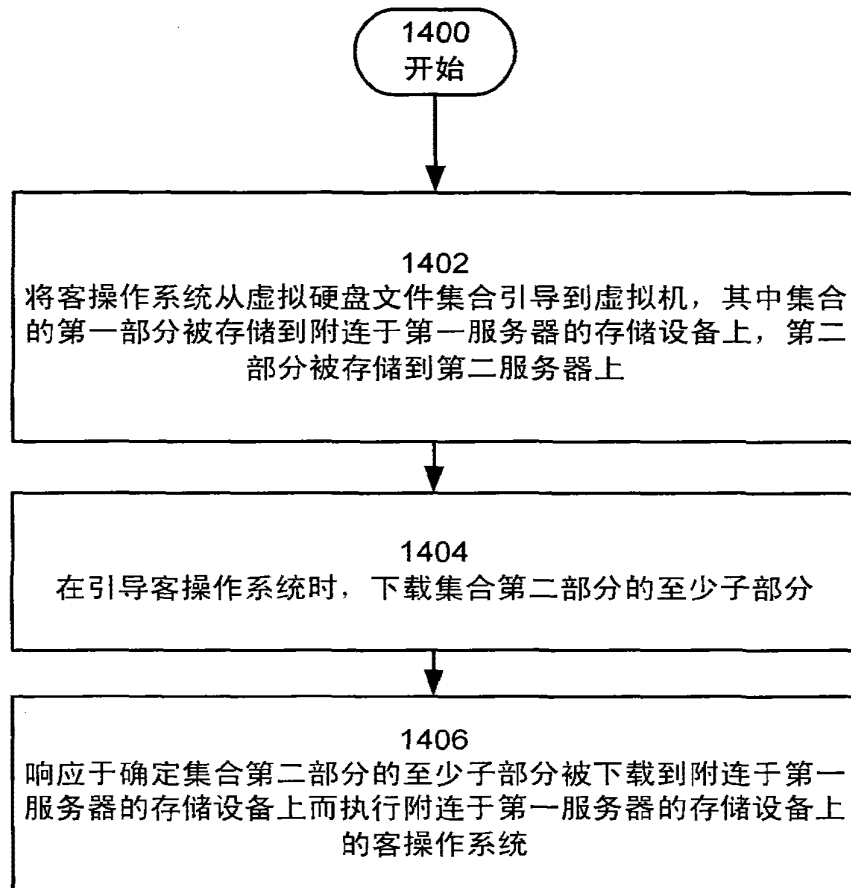 1400
开始
1402
将客操作系统从虚拟硬盘文件集合引导到虚拟机，其中集合
的第一部分被存储到附连于第一服务器的存储设备上，第二
部分被存储到第二服务器上
1404
在引导客操作系统时，下载集合第二部分的至少子部分
1406
响应于确定集合第二部分的至少子部分被下载到附连于第一
服务器的存储设备上而执行附连于第一服务器的存储设备上
的客操作系统